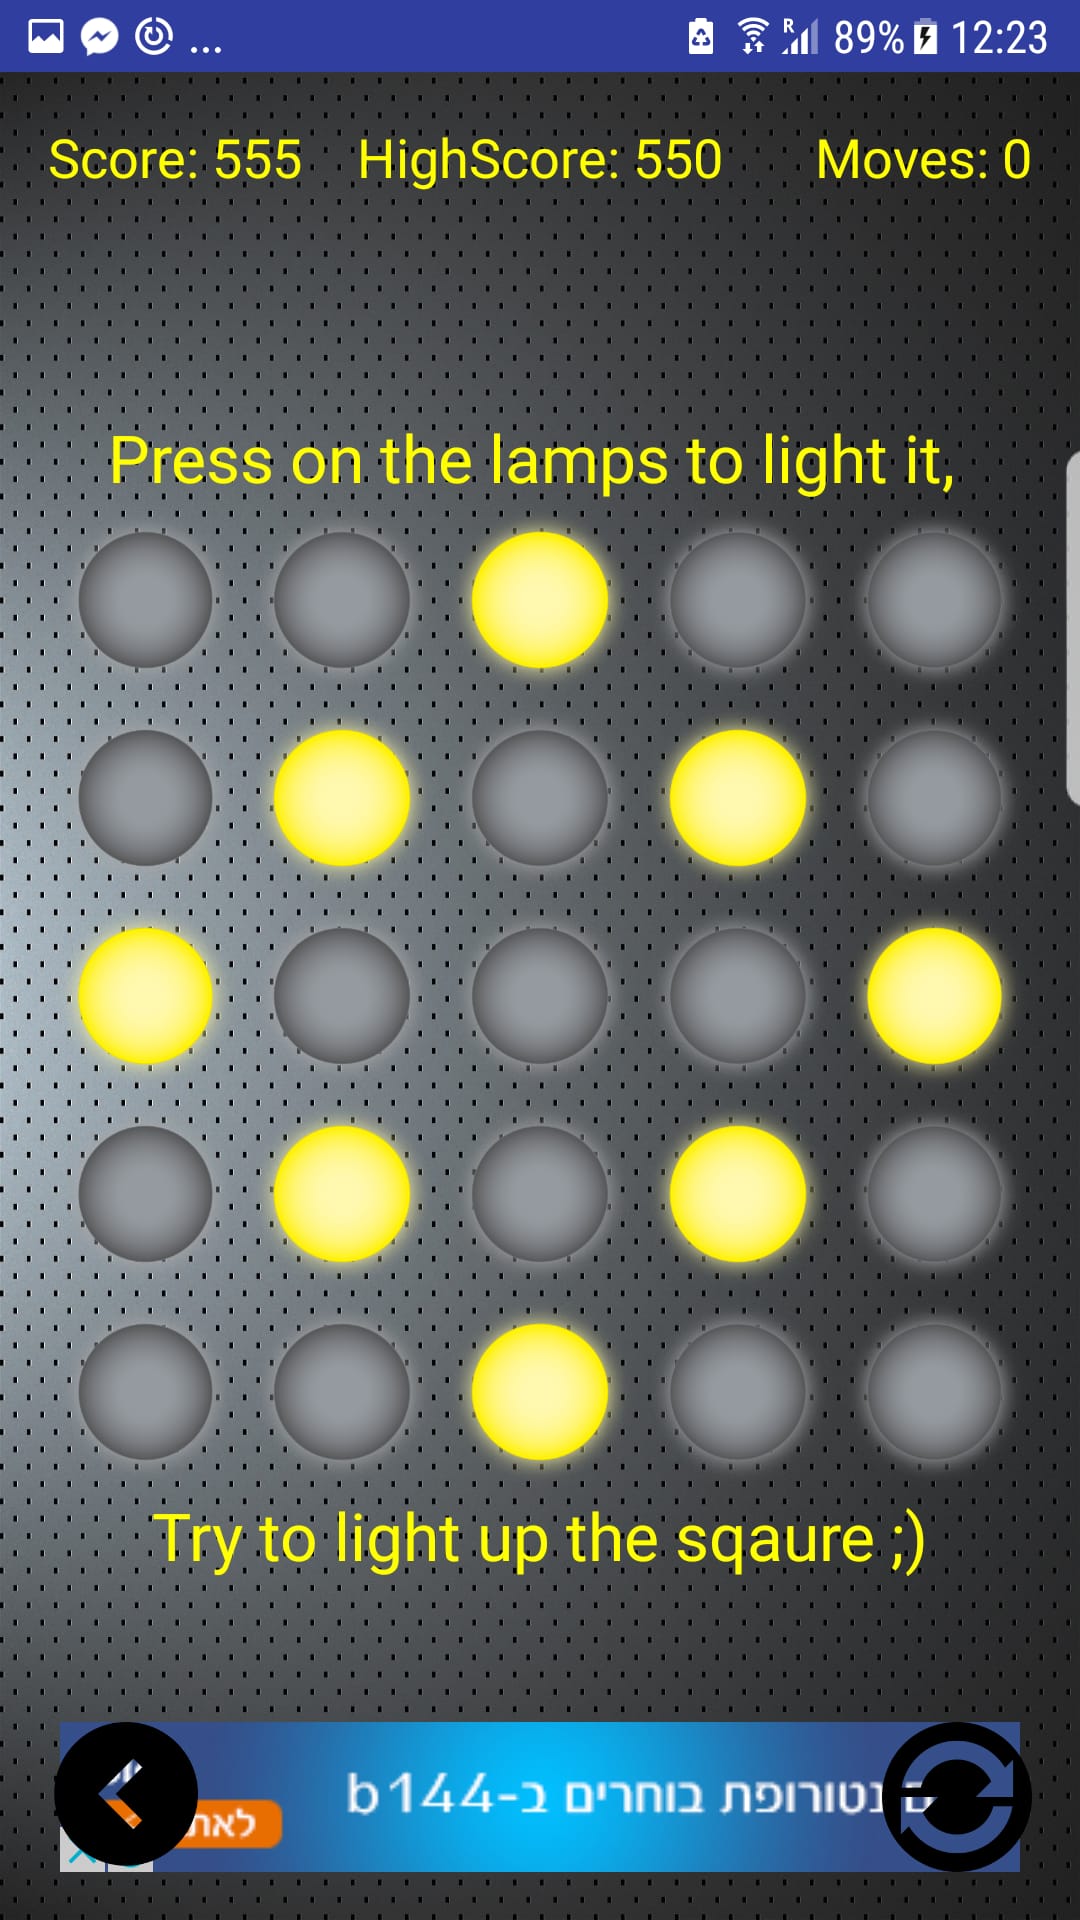 ... 89% 12:23
Score: 555 HighScore: 550 Moves: 0
Press on the lamps to light it,
Try to light up the sqaure ;)
נטורופת בוחרים ב-b144
לאת